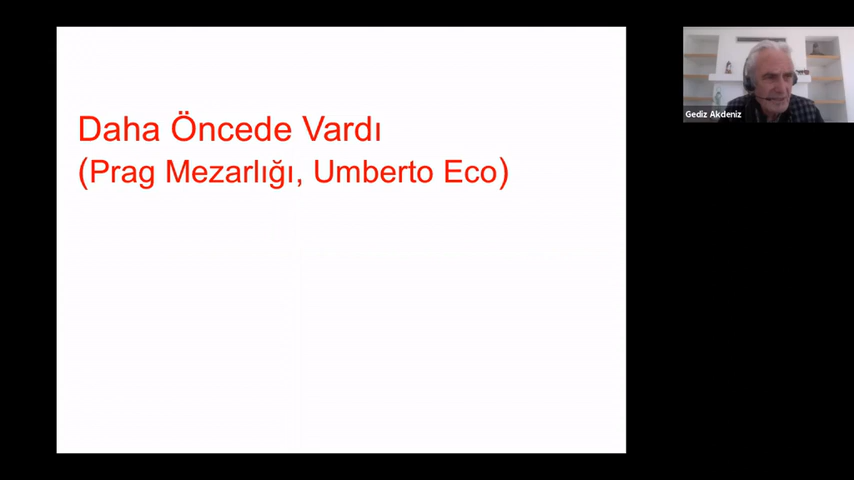 Daha Öncede Vardı
(Prag Mezarlığı, Umberto Eco)
Gediz Akdeniz